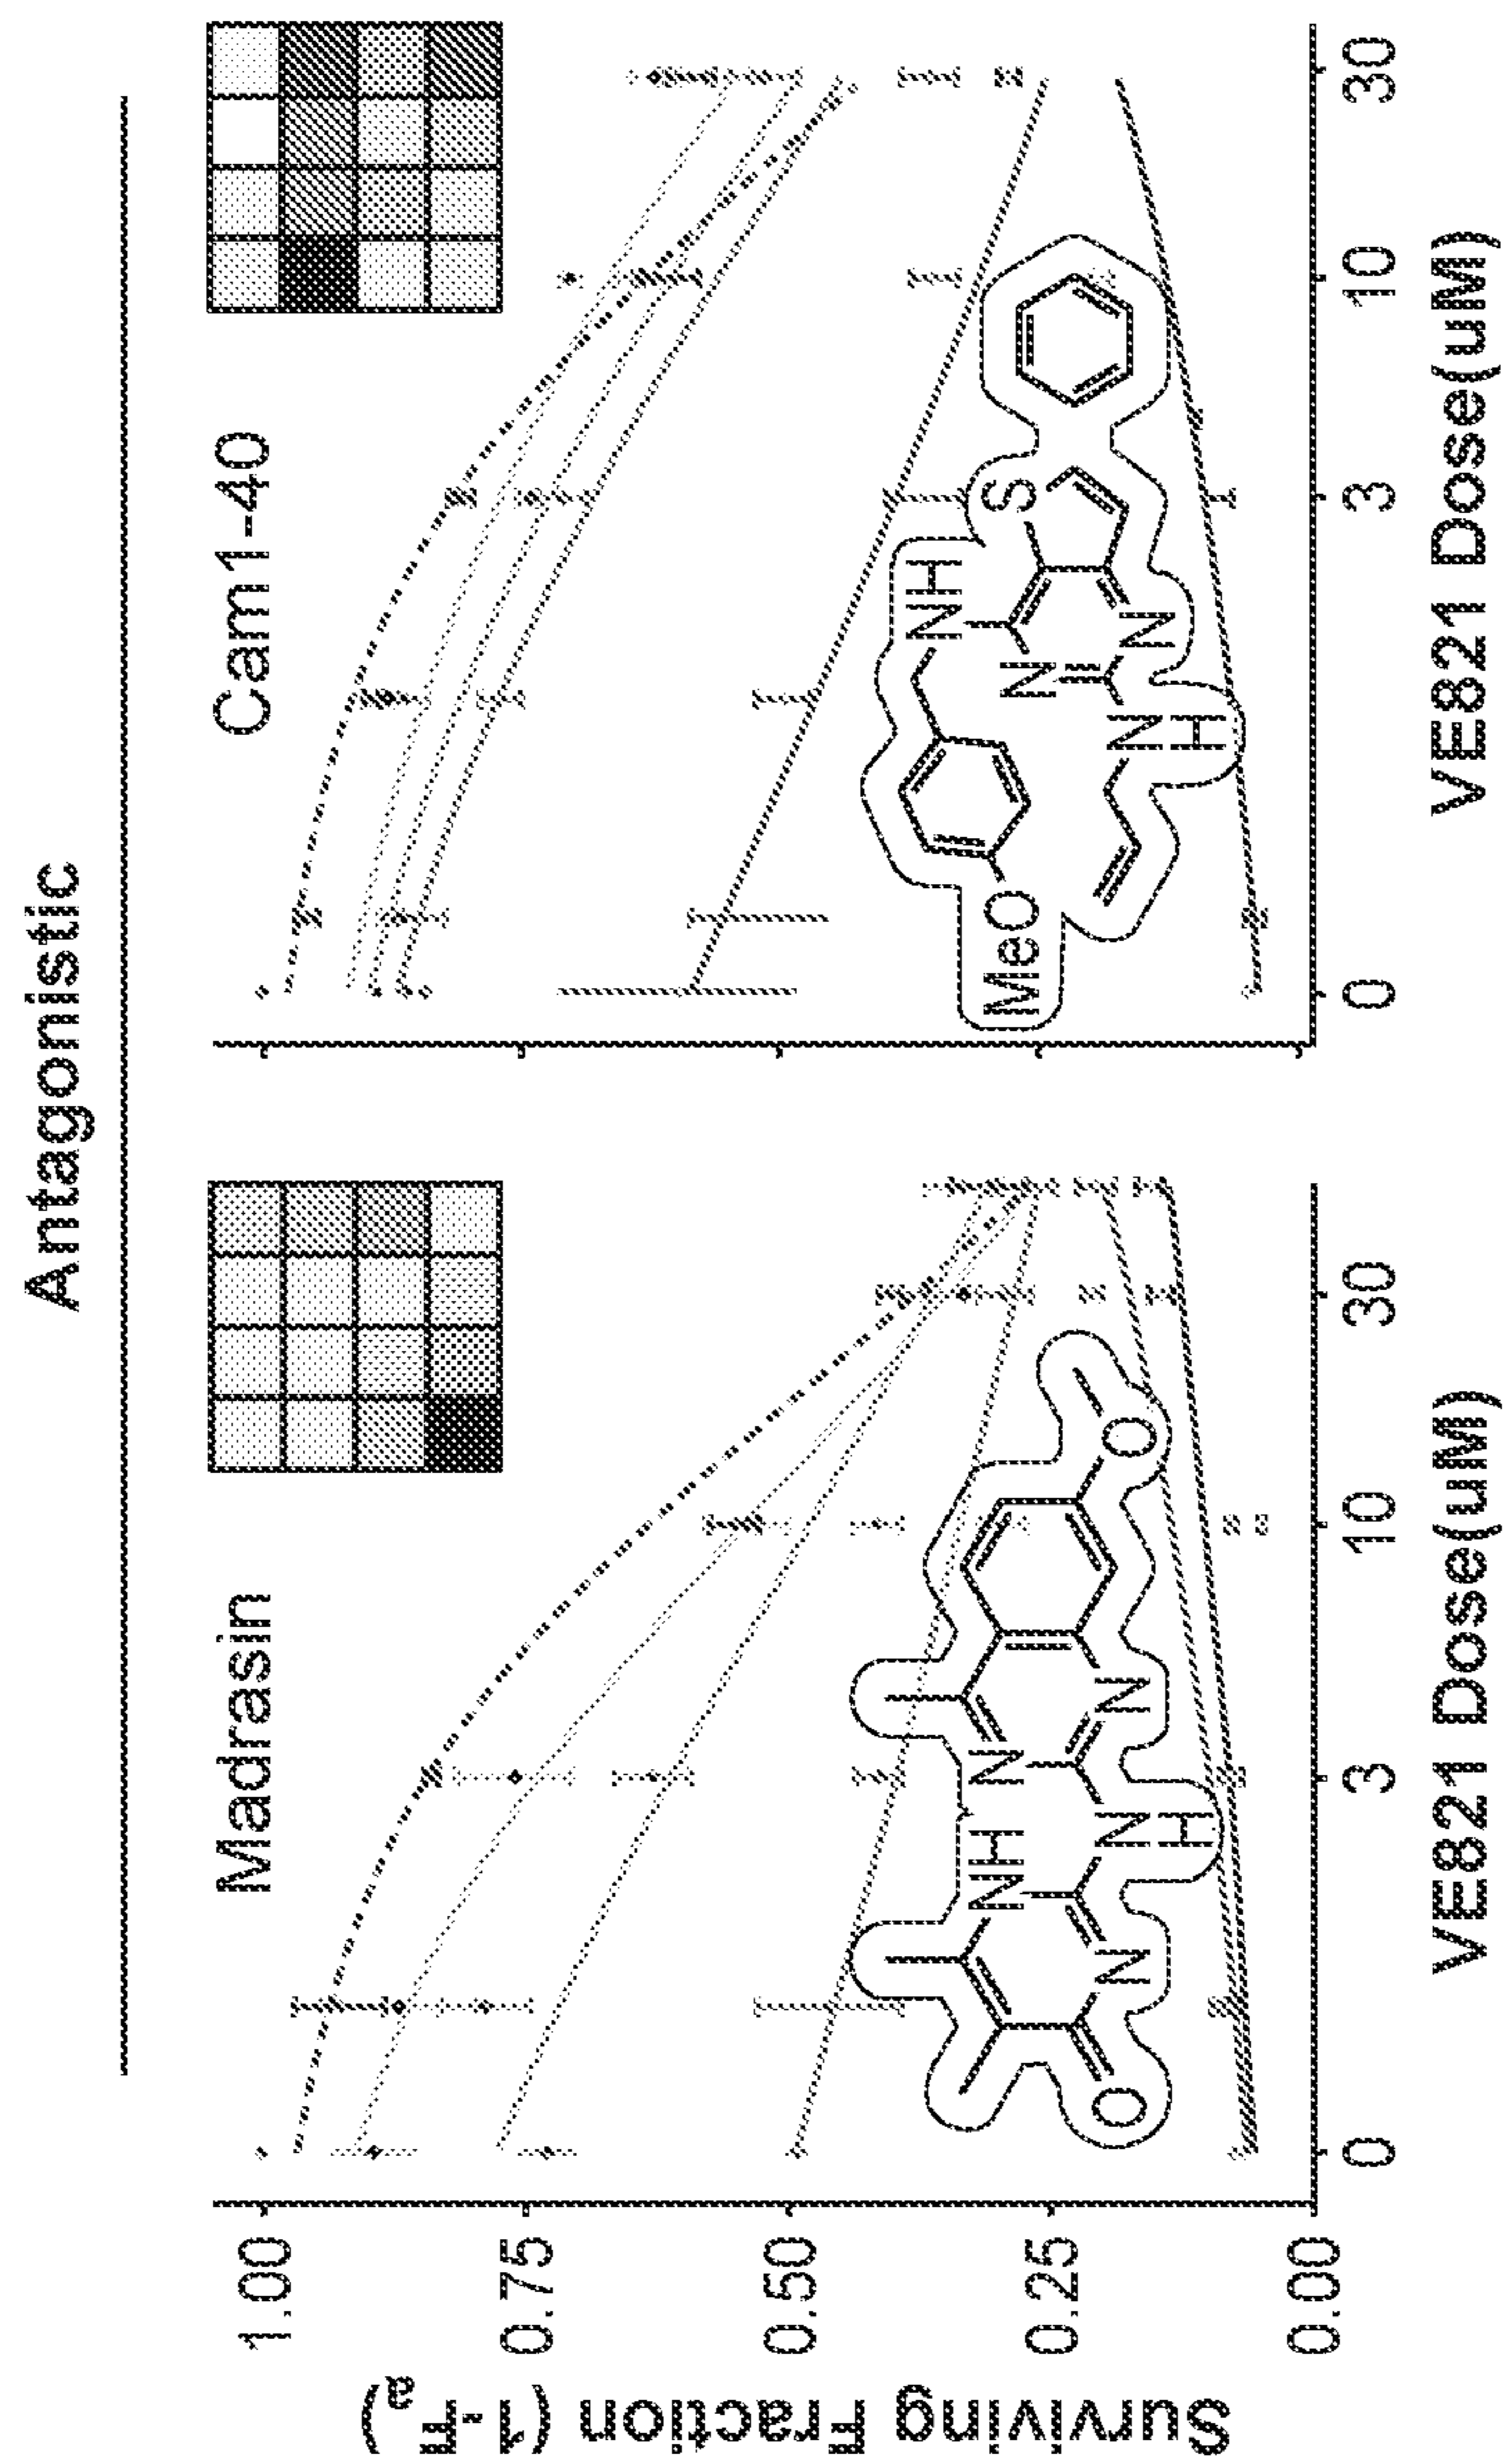 Antagonistic
Madrasin
Cam1-40
Surviving Fraction (1-Fa)
1.00
0.75
0.50
0.25
0.00
O
NH
N
N
H
N
N
O
0
3
10
30
VE821 Dose(uM)
MeO
NH
S
N
N
N
H
0
3
10
30
VE821 Dose(uM)